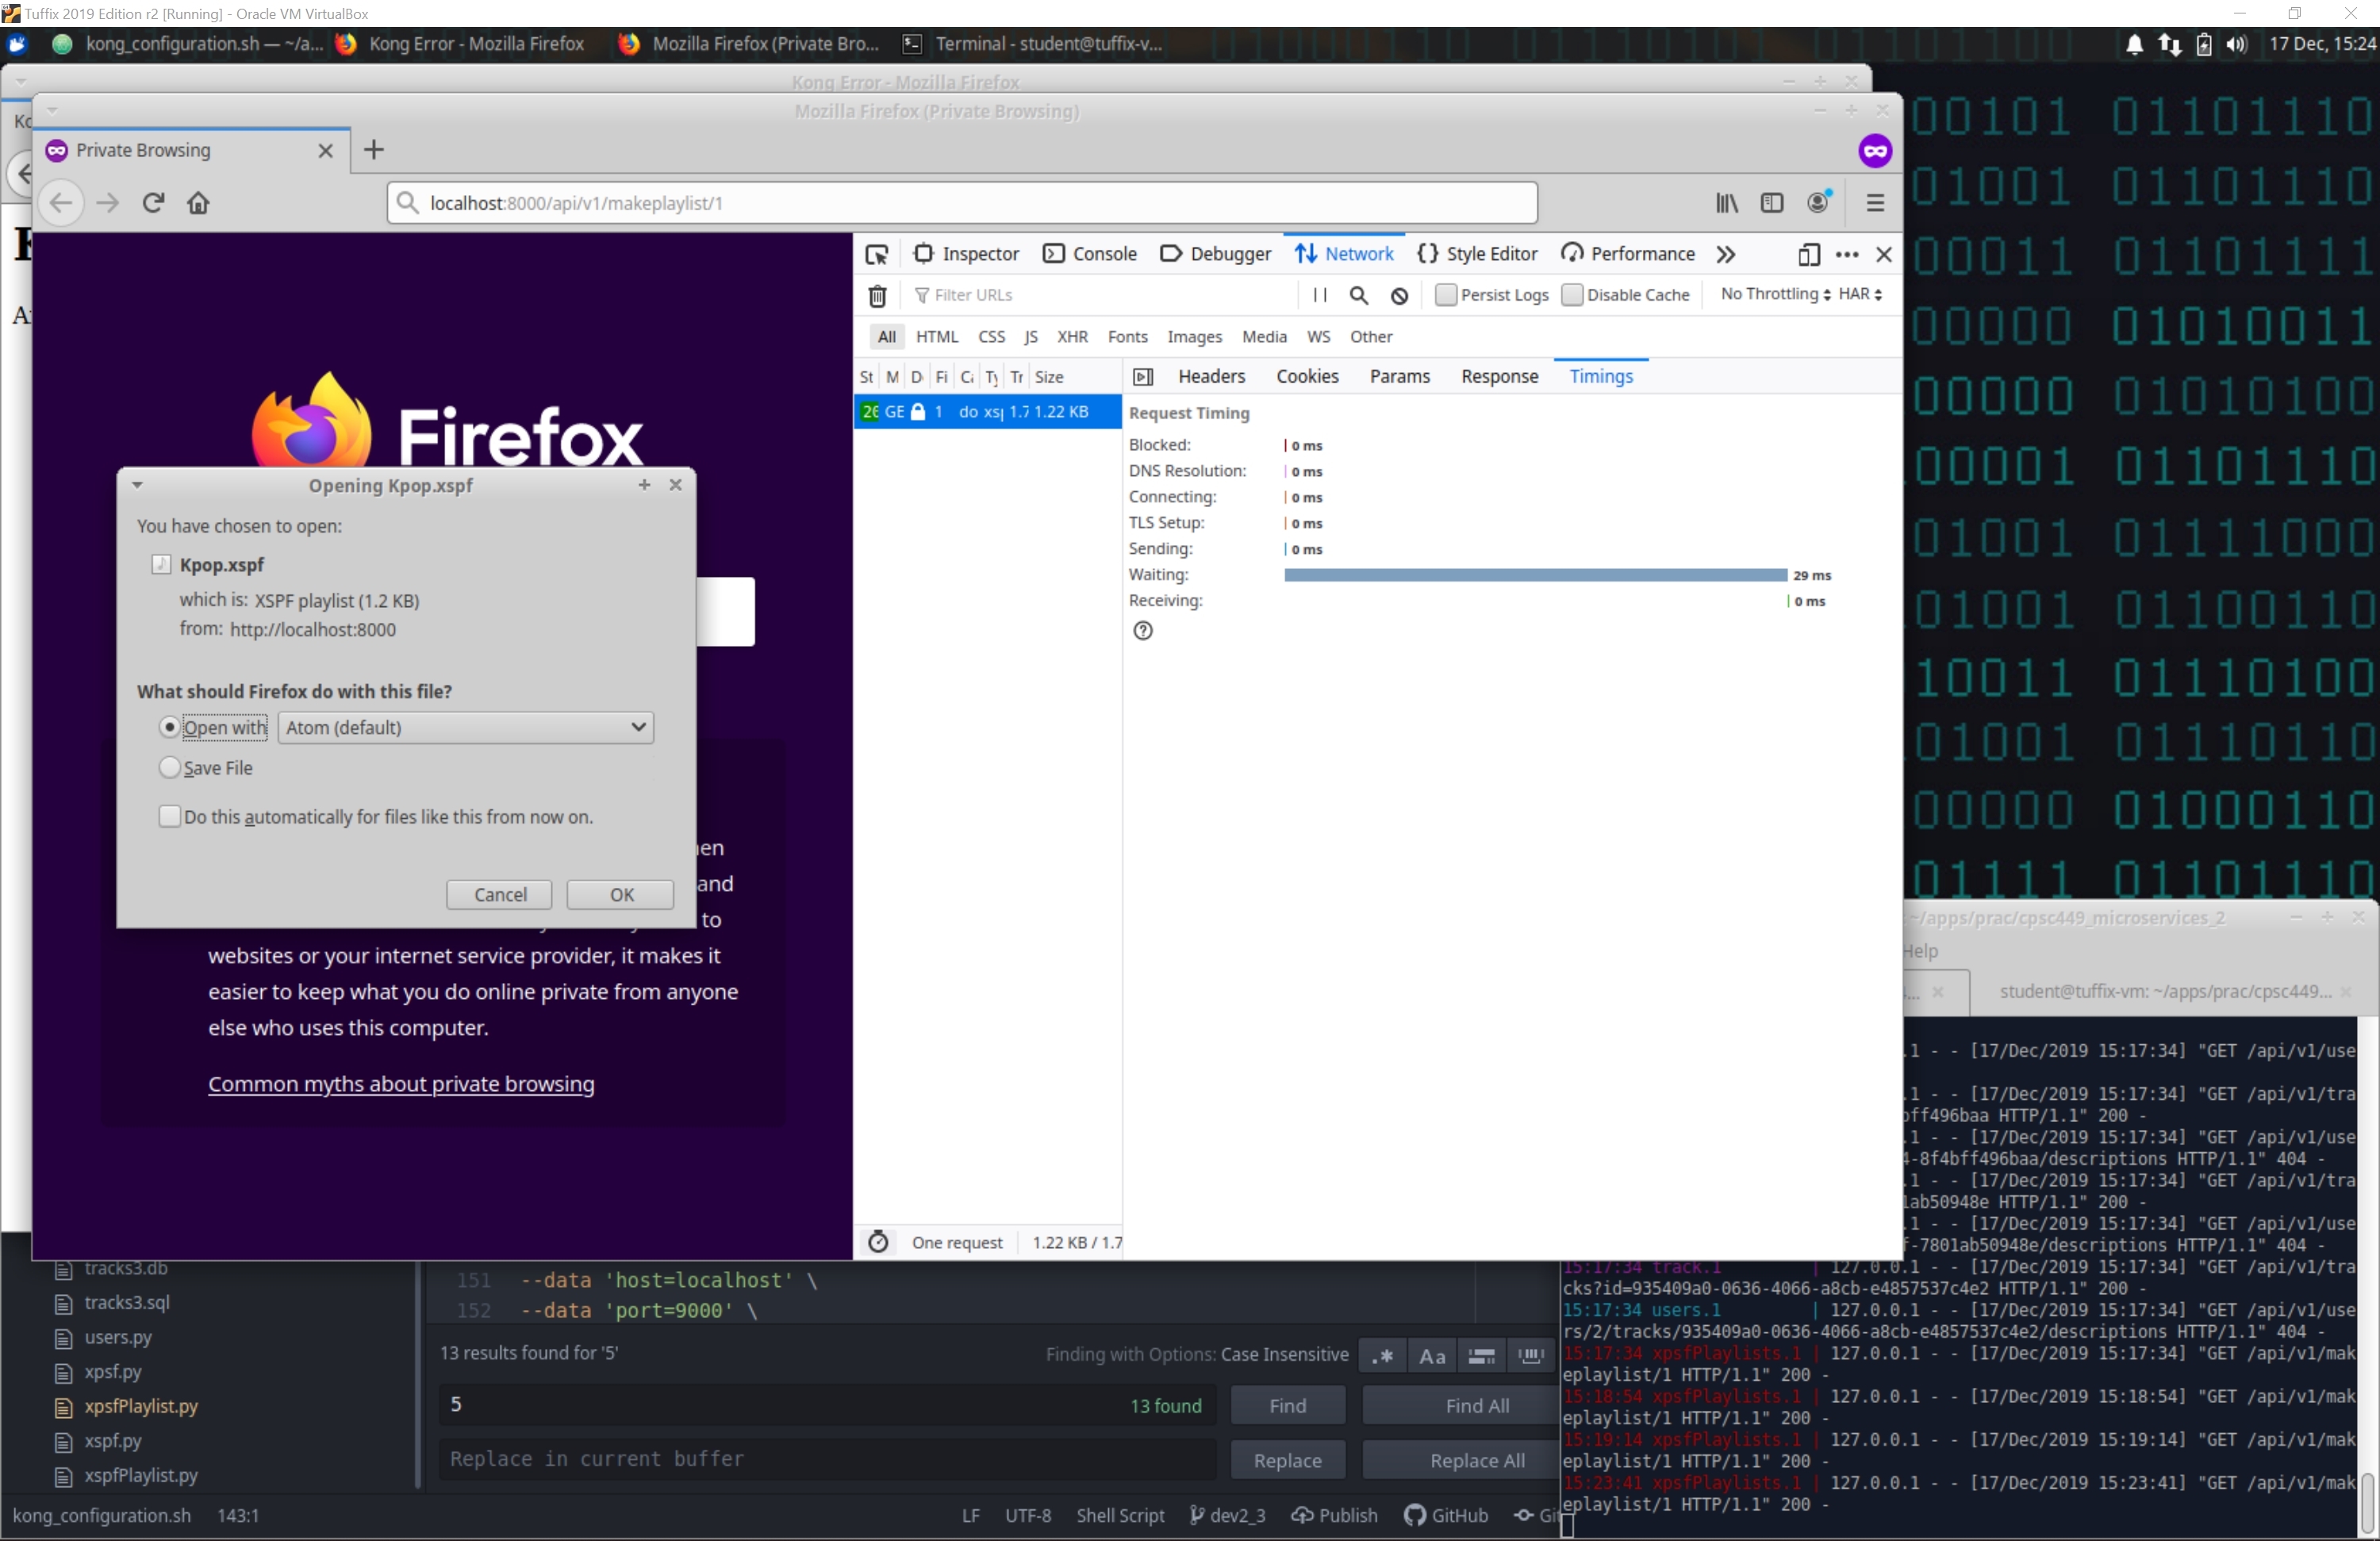 Tuffix 2019 Edition r2 [Running] - Oracle VM VirtualBox
kong_configuration.sh — ~/a... Kong Error - Mozilla Firefox Mozilla Firefox (Private Bro... Terminal - student@tuffix-v... 17 Dec, 15:24
Kong Error - Mozilla Firefox
Mozilla Firefox (Private Browsing)
Private Browsing
localhost:8000/api/v1/makeplaylist/1
Inspector Console Debugger Network Style Editor Performance
Filter URLs Persist Logs Disable Cache No Throttling HAR
All HTML CSS JS XHR Fonts Images Media WS Other
St M D Fi Ca Ty Tr Size Headers Cookies Params Response Timings
GE 1 do xsp 1.7 1.22 KB
Request Timing
Blocked: 0 ms
DNS Resolution: 0 ms
Connecting: 0 ms
TLS Setup: 0 ms
Sending: 0 ms
Waiting: 29 ms
Receiving: 0 ms
One request 1.22 KB / 1.7
Firefox
Opening Kpop.xspf
You have chosen to open:
Kpop.xspf
which is: XSPF playlist (1.2 KB)
from: http://localhost:8000
What should Firefox do with this file?
Open with Atom (default)
Save File
Do this automatically for files like this from now on.
Cancel OK
and
to
websites or your internet service provider, it makes it
easier to keep what you do online private from anyone
else who uses this computer.
Common myths about private browsing
00101 01101110
01001 01101110
00011 01101111
00000 01010011
00000 01010100
00001 01101110
01001 01111000
01001 01100110
10011 01110100
01001 01110110
00000 01000110
01111 01101110
~/apps/prac/cpsc449_microservices_2
Help
student@tuffix-vm: ~/apps/prac/cpsc449...
.1 - - [17/Dec/2019 15:17:34] "GET /api/v1/use
.1 - - [17/Dec/2019 15:17:34] "GET /api/v1/tra
bff496baa HTTP/1.1" 200 -
.1 - - [17/Dec/2019 15:17:34] "GET /api/v1/use
4-8f4bff496baa/descriptions HTTP/1.1" 404 -
.1 - - [17/Dec/2019 15:17:34] "GET /api/v1/tra
1ab50948e HTTP/1.1" 200 -
.1 - - [17/Dec/2019 15:17:34] "GET /api/v1/use
f-7801ab50948e/descriptions HTTP/1.1" 404 -
15:17:34 track.1 | 127.0.0.1 - - [17/Dec/2019 15:17:34] "GET /api/v1/tra
cks?id=935409a0-0636-4066-a8cb-e4857537c4e2 HTTP/1.1" 200 -
15:17:34 users.1 | 127.0.0.1 - - [17/Dec/2019 15:17:34] "GET /api/v1/use
rs/2/tracks/935409a0-0636-4066-a8cb-e4857537c4e2/descriptions HTTP/1.1" 404 -
15:17:34 xpsfPlaylists.1 | 127.0.0.1 - - [17/Dec/2019 15:17:34] "GET /api/v1/mak
eplaylist/1 HTTP/1.1" 200 -
15:18:54 xpsfPlaylists.1 | 127.0.0.1 - - [17/Dec/2019 15:18:54] "GET /api/v1/mak
eplaylist/1 HTTP/1.1" 200 -
15:19:14 xpsfPlaylists.1 | 127.0.0.1 - - [17/Dec/2019 15:19:14] "GET /api/v1/mak
eplaylist/1 HTTP/1.1" 200 -
15:23:41 xpsfPlaylists.1 | 127.0.0.1 - - [17/Dec/2019 15:23:41] "GET /api/v1/mak
eplaylist/1 HTTP/1.1" 200 -
tracks3.db
tracks3.sql
users.py
xpsf.py
xpsfPlaylist.py
xspf.py
xspfPlaylist.py
151 --data 'host=localhost' \
152 --data 'port=9000' \
13 results found for '5' Finding with Options: Case Insensitive .* Aa
5 13 found Find Find All
Replace in current buffer Replace Replace All
kong_configuration.sh 143:1 LF UTF-8 Shell Script dev2_3 Publish GitHub Git